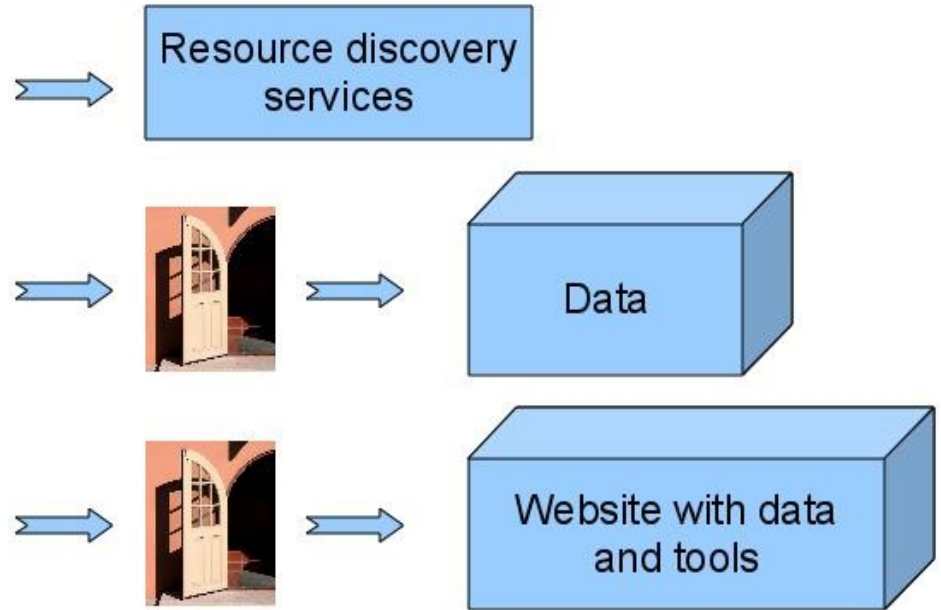 Resource discovery
services
Data
Website with data
and tools